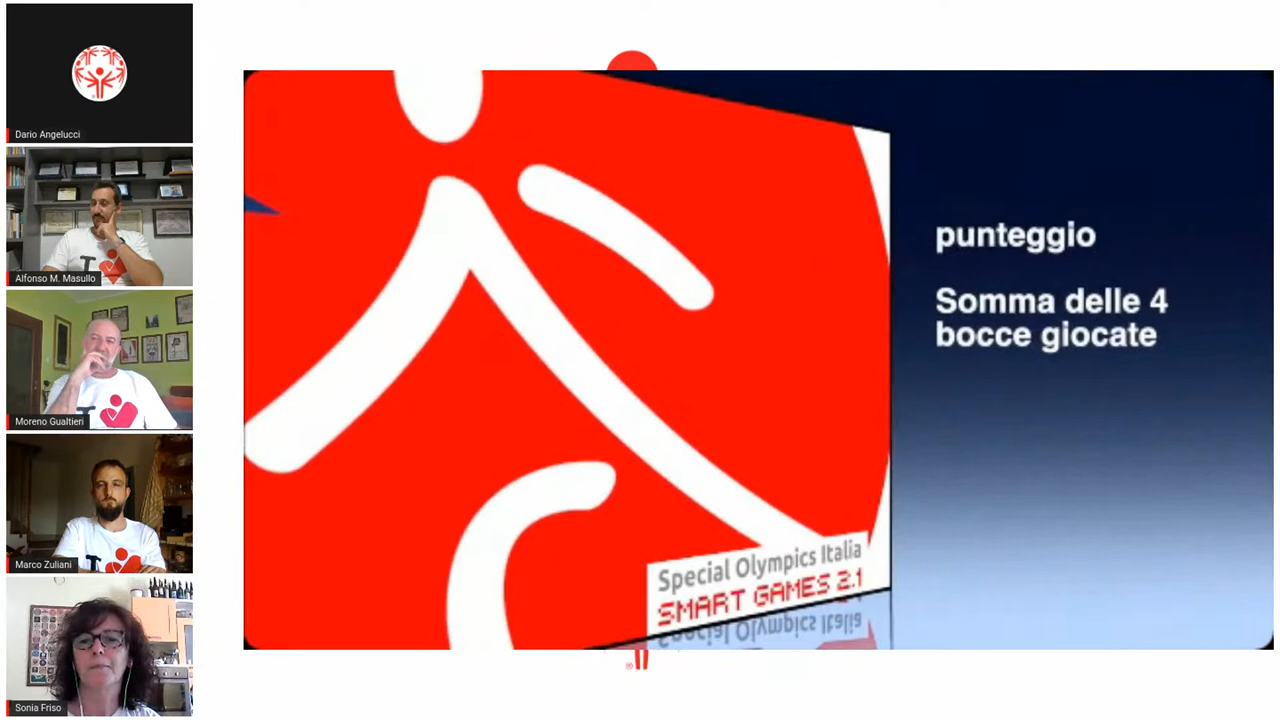 Dario Angelucci
Alfonso M. Masullo
Moreno Gualtieri
Marco Zuliani
Sonia Friso
punteggio
Somma delle 4
bocce giocate
Special Olympics Italia
SMART GAMES 2.1